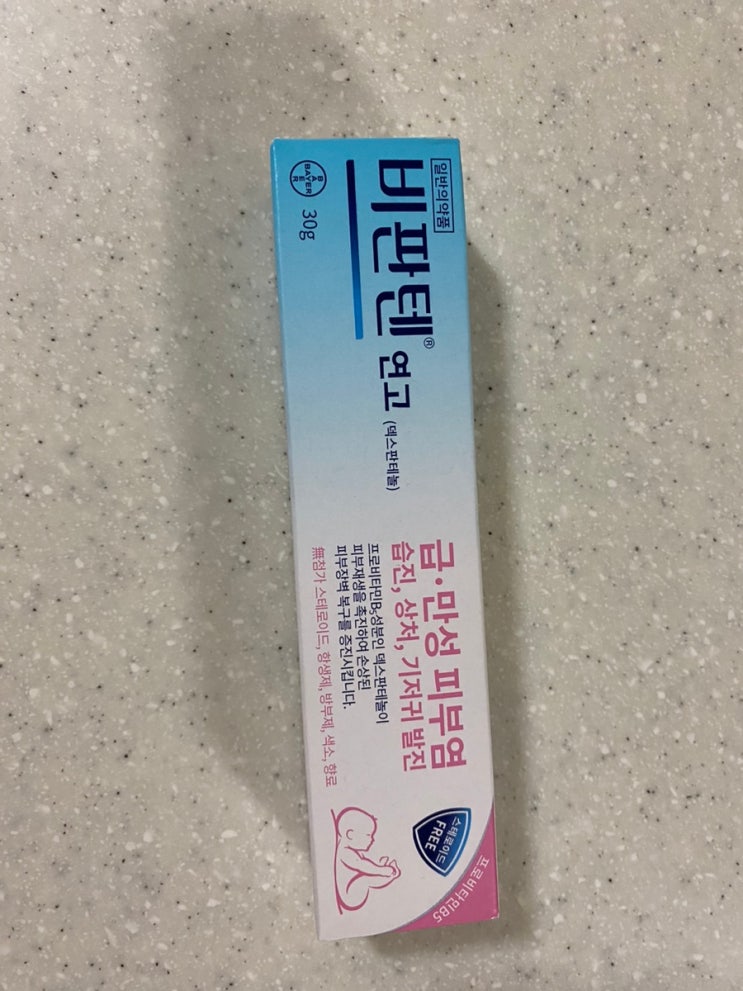 일반의약품
비판텐® 연고 (덱스판테놀)
BAYER
BAYER
30g
급·만성 피부염
습진, 상처, 기저귀 발진
프로비타민B5성분인 덱스판테놀이
피부재생을 촉진하여 손상된
피부장벽 복구를 증진시킵니다.
無첨가 스테로이드, 항생제, 방부제, 색소, 향료
스테로이드
FREE
프로비타민B5